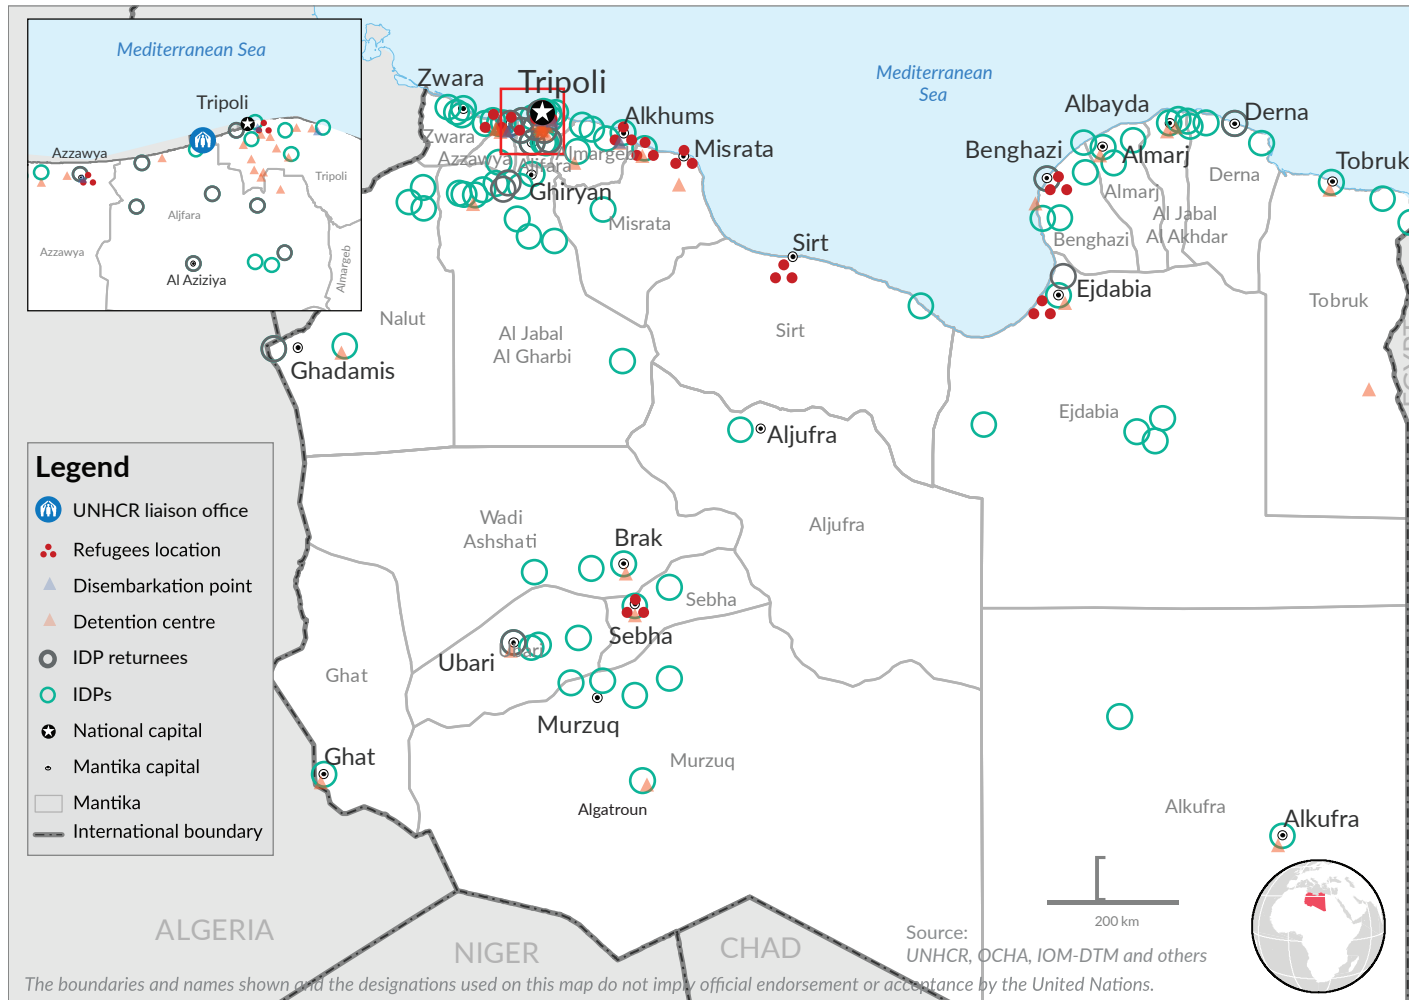 Mediterranean Sea
Tripoli
Azzawya
Tripoli
Aljfara
Azzawya
Almargeb
Al Aziziya
Mediterranean
Sea
Zwara
Tripoli
Alkhums
Misrata
Zwara
Azzawya
Aljfara
Almargeb
Ghiryan
Misrata
Albayda
Derna
Benghazi
Almarj
Tobruk
Derna
Almarj
Al Jabal
Al Akhdar
Benghazi
Sirt
Ejdabia
Tobruk
EGYPT
Nalut
Al Jabal
Al Gharbi
Sirt
Ghadamis
Ejdabia
Aljufra
Legend
UNHCR liaison office
Refugees location
Disembarkation point
Detention centre
IDP returnees
IDPs
National capital
Mantika capital
Mantika
International boundary
Wadi
Ashshati
Brak
Aljufra
Sebha
Sebha
Ubari
Ubari
Ghat
Murzuq
Ghat
Murzuq
Algatroun
Alkufra
Alkufra
200 km
ALGERIA
NIGER
CHAD
Source:
UNHCR, OCHA, IOM-DTM and others
The boundaries and names shown and the designations used on this map do not imply official endorsement or acceptance by the United Nations.